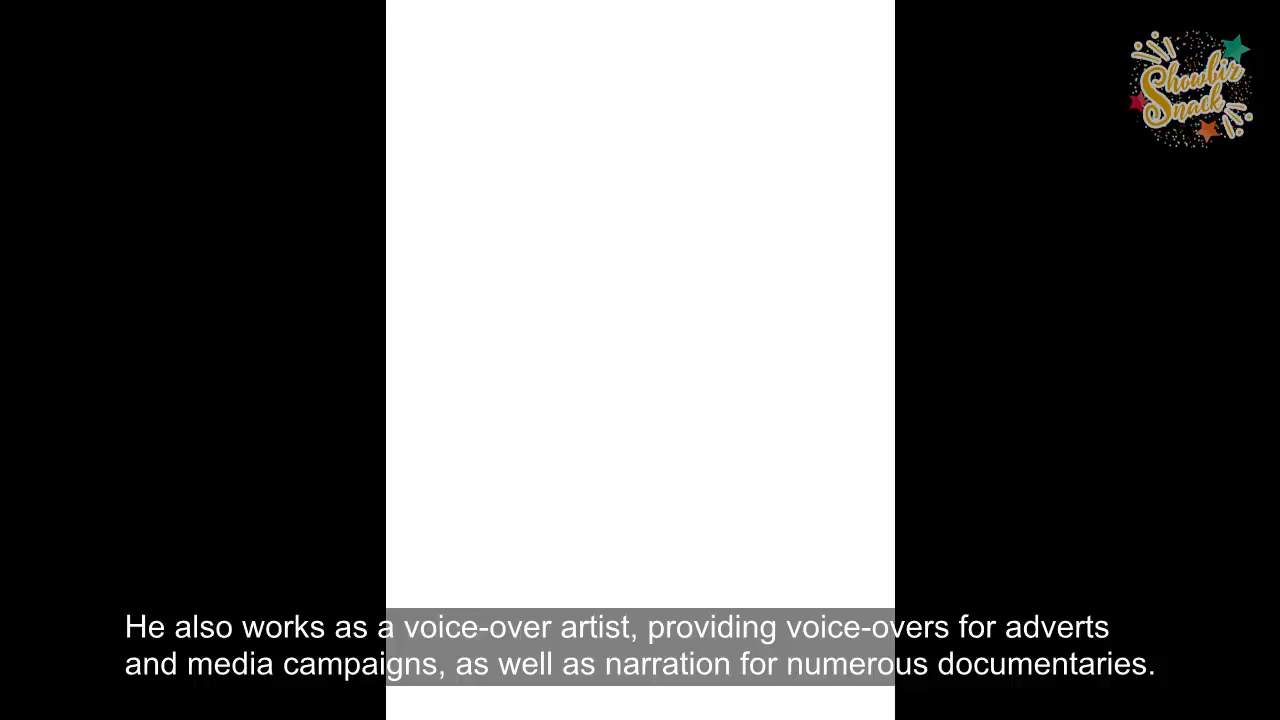 Showbiz
Snack
He also works as a voice-over artist, providing voice-overs for adverts
and media campaigns, as well as narration for numerous documentaries.